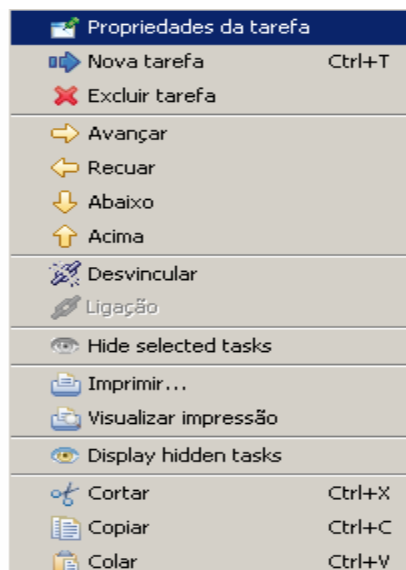 Propriedades da tarefa
Nova tarefa Ctrl+T
Excluir tarefa
Avançar
Recuar
Abaixo
Acima
Desvincular
Ligação
Hide selected tasks
Imprimir...
Visualizar impressão
Display hidden tasks
Cortar Ctrl+X
Copiar Ctrl+C
Colar Ctrl+V